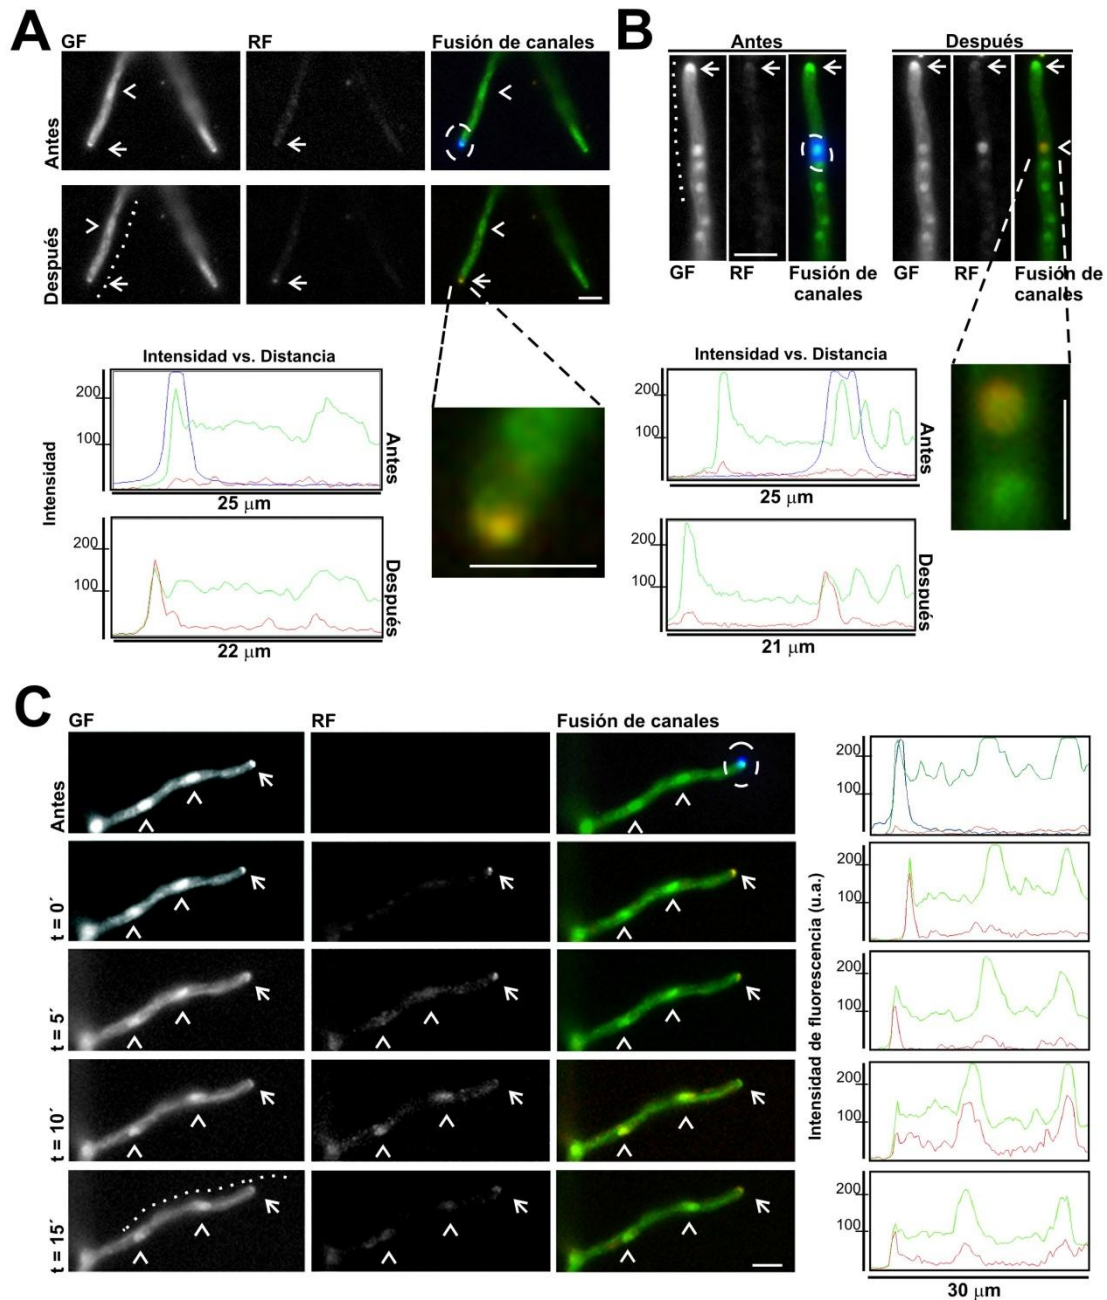 A
GF
RF
Fusión de canales
Antes
Después
Intensidad vs. Distancia
Intensidad
200
100
Antes
25 μm
200
100
Después
22 μm
B
Antes
Después
GF
RF
Fusión de canales
GF
RF
Fusión de canales
Intensidad vs. Distancia
200
100
Antes
25 μm
200
100
Después
21 μm
C
GF
RF
Fusión de canales
Antes
t = 0´
t = 5´
t = 10´
t = 15´
Intensidad de fluorescencia (u.a.)
200
100
200
100
200
100
200
100
200
100
30 μm